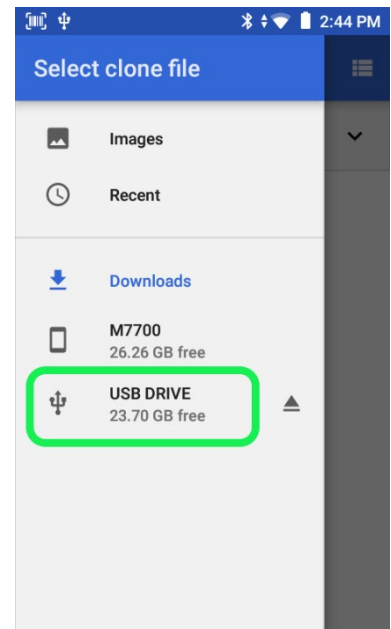 2:44 PM
Select clone file
Images
Recent
Downloads
M7700
26.26 GB free
USB DRIVE
23.70 GB free